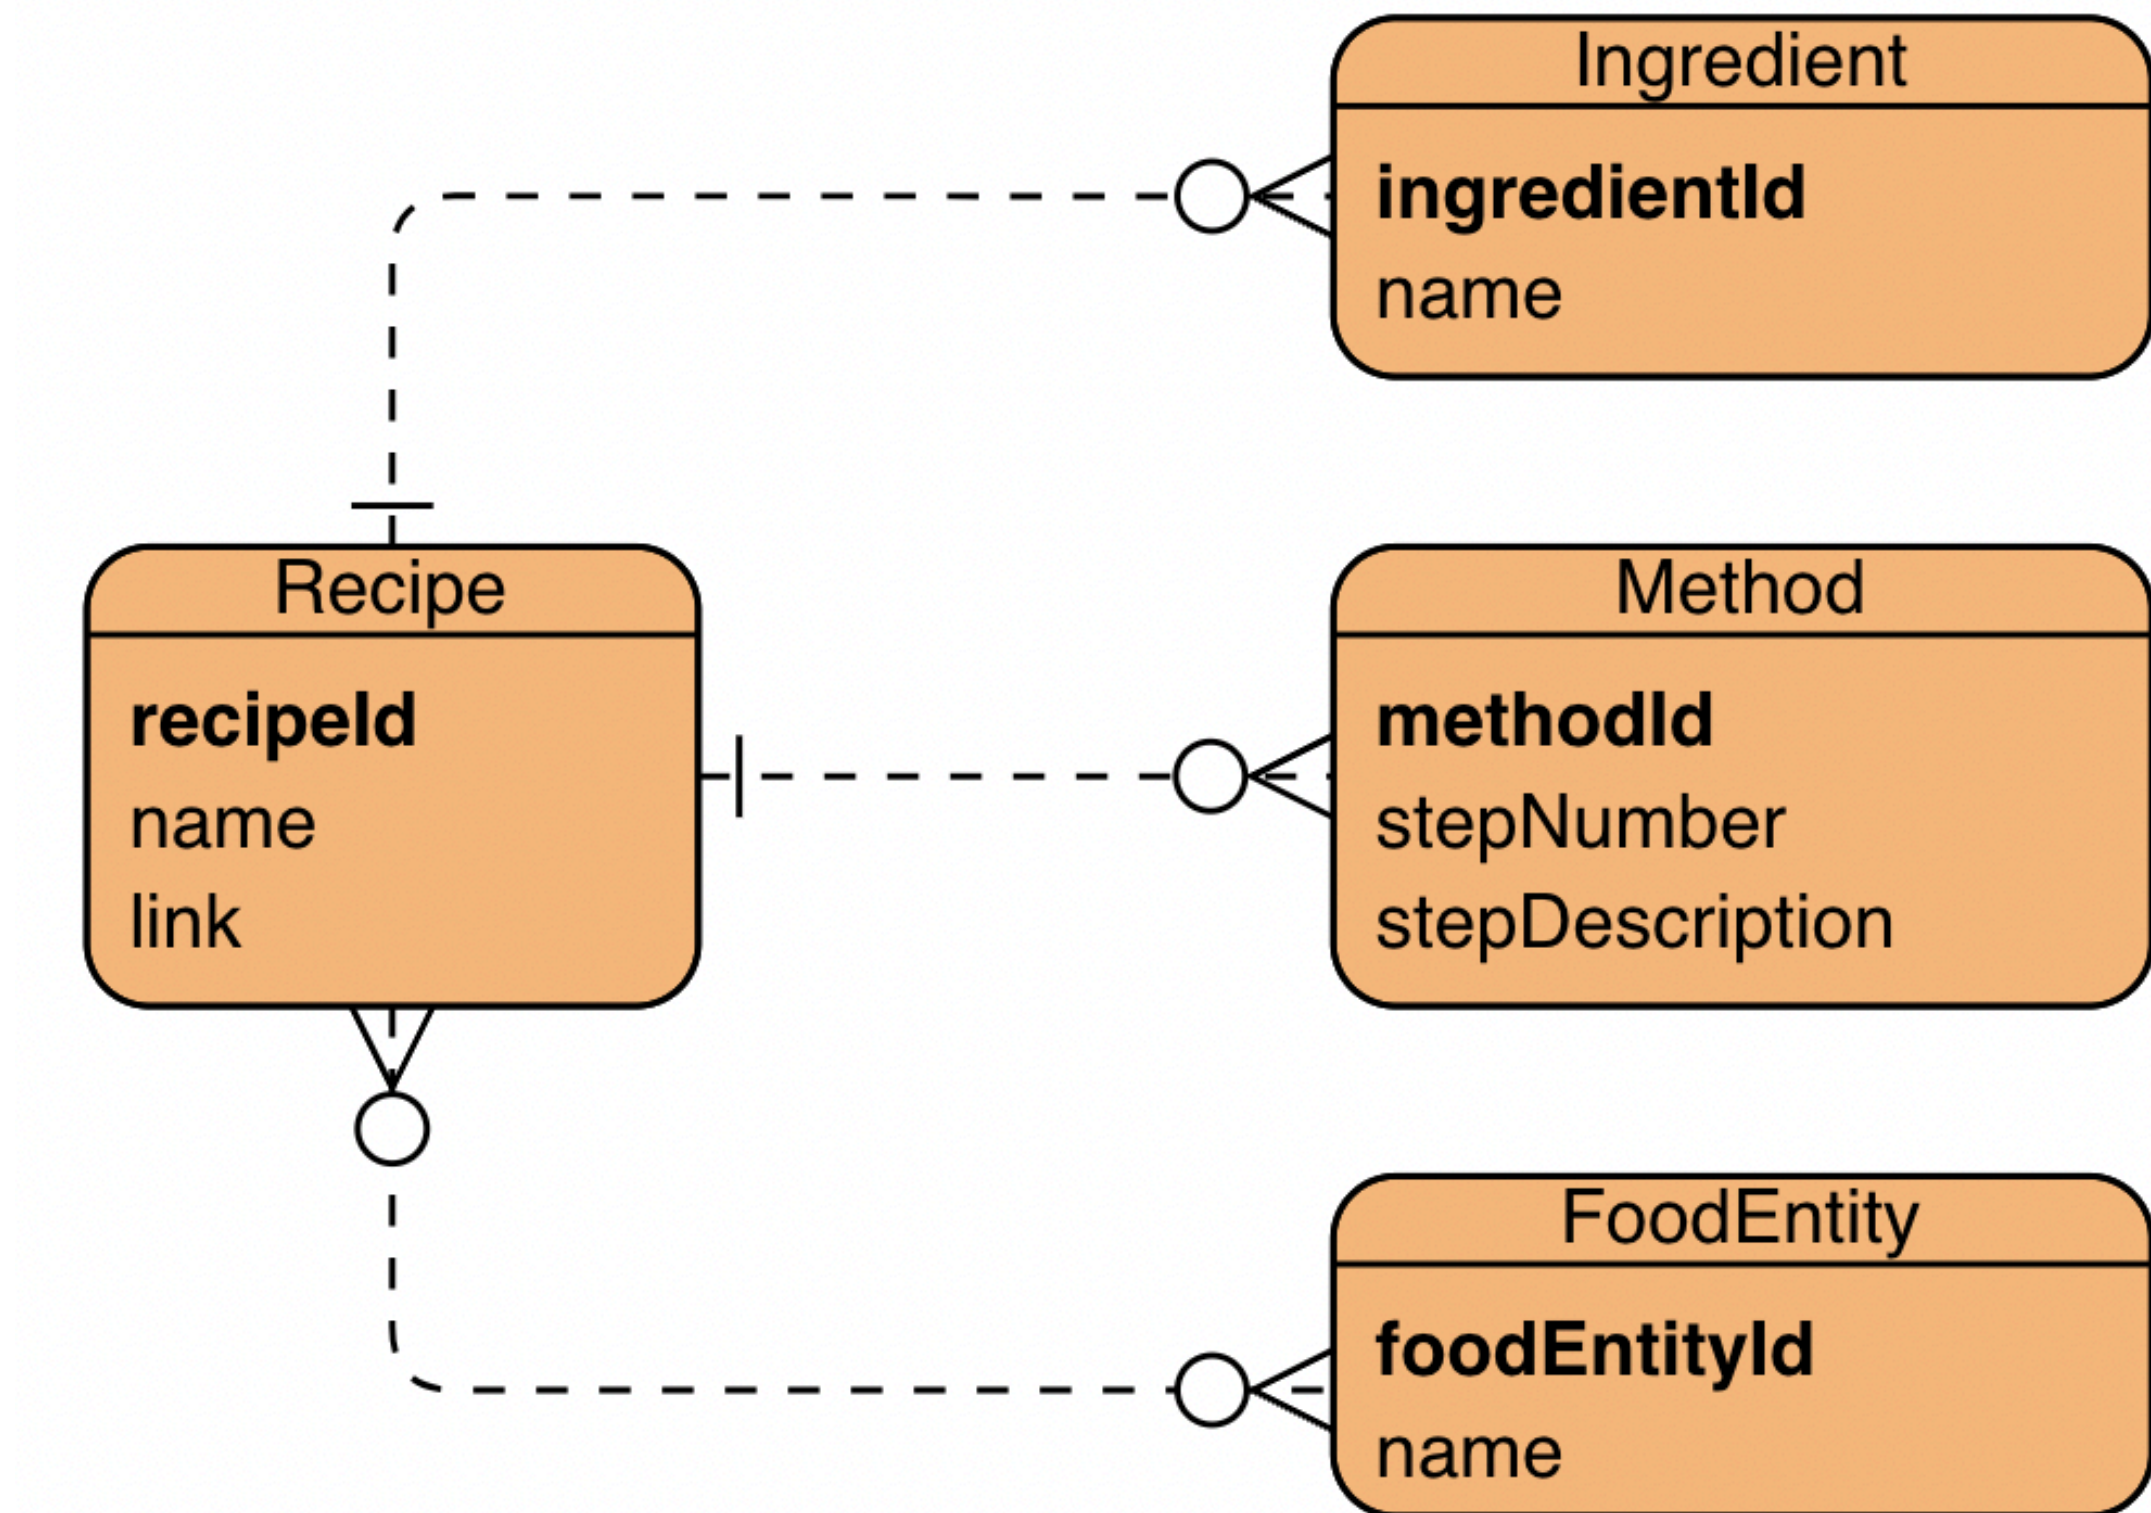 Ingredient
ingredientId
name
Recipe
recipeId
name
link
Method
methodId
stepNumber
stepDescription
FoodEntity
foodEntityId
name